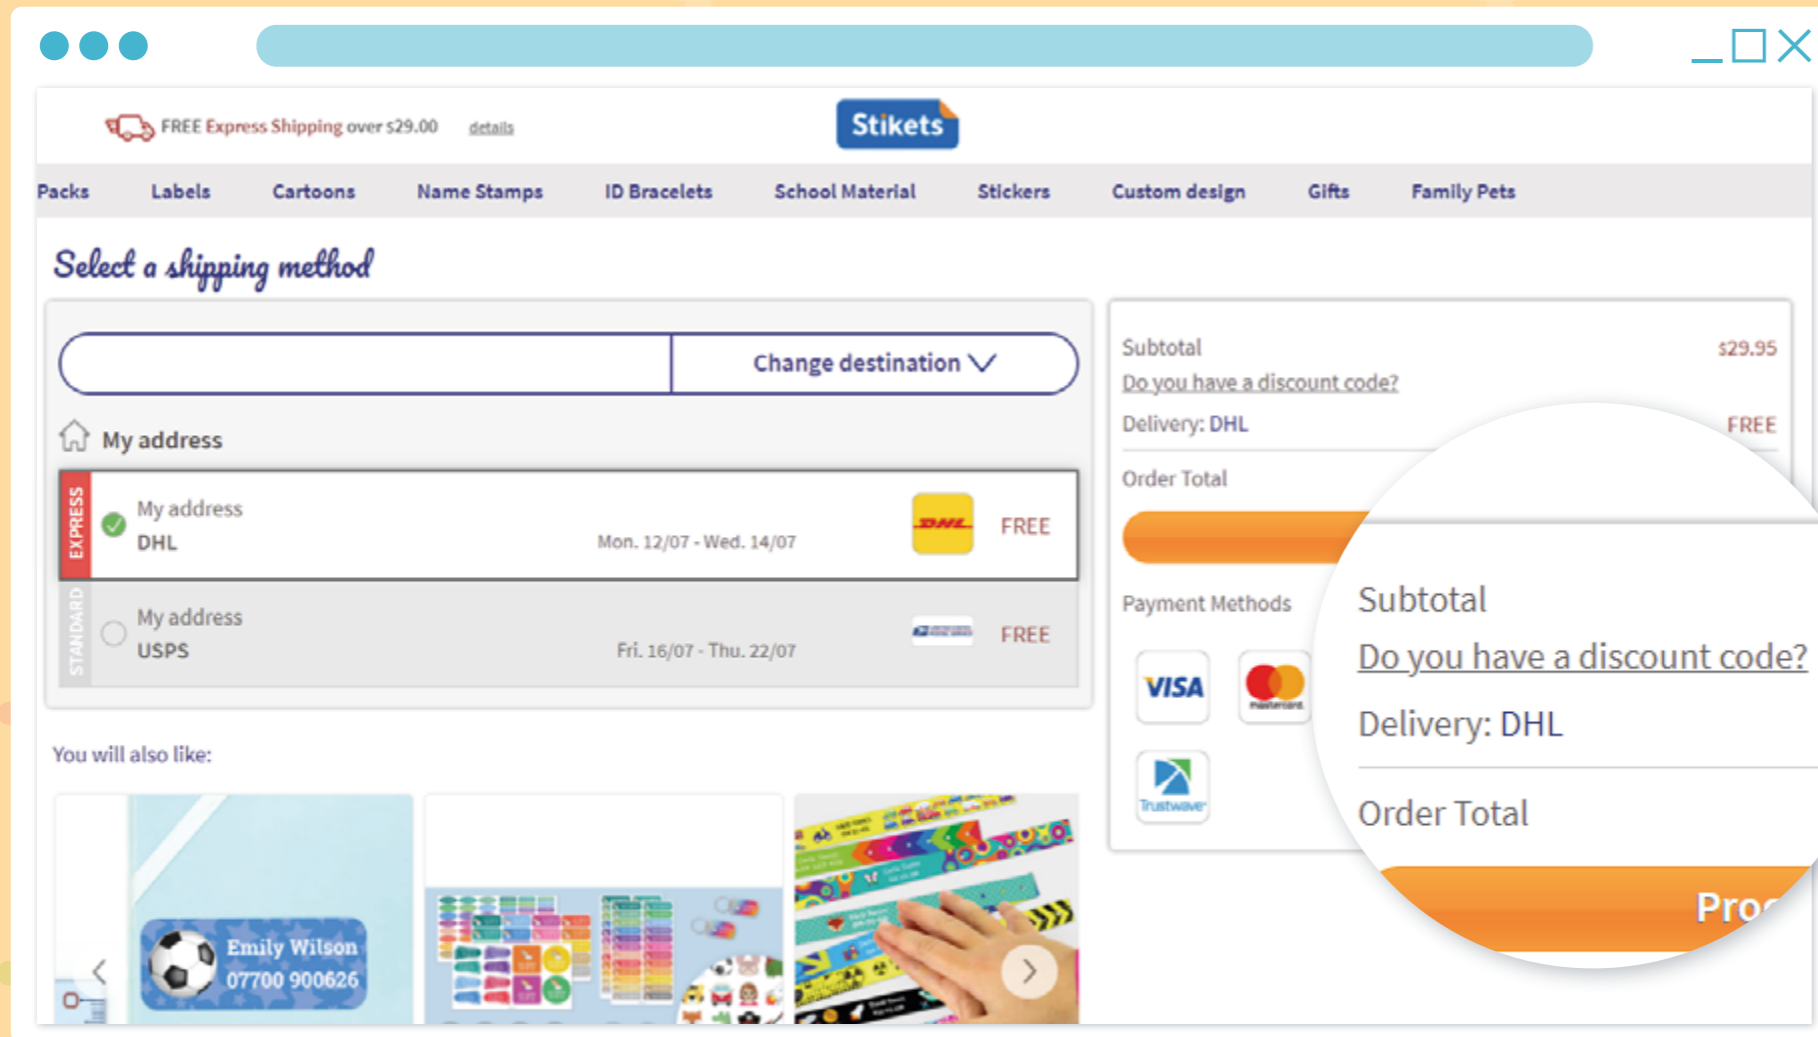 FREE Express Shipping over $29.00 details
Stikets
Packs Labels Cartoons Name Stamps ID Bracelets School Material Stickers Custom design Gifts Family Pets
Select a shipping method
Change destination
My address
EXPRESS
My address
DHL
Mon. 12/07 - Wed. 14/07
DHL
FREE
STANDARD
My address
USPS
Fri. 16/07 - Thu. 22/07
FREE
You will also like:
Emily Wilson
07700 900626
Subtotal $29.95
Do you have a discount code?
Delivery: DHL FREE
Order Total
Payment Methods
VISA
mastercard
Trustwave
Subtotal
Do you have a discount code?
Delivery: DHL
Order Total